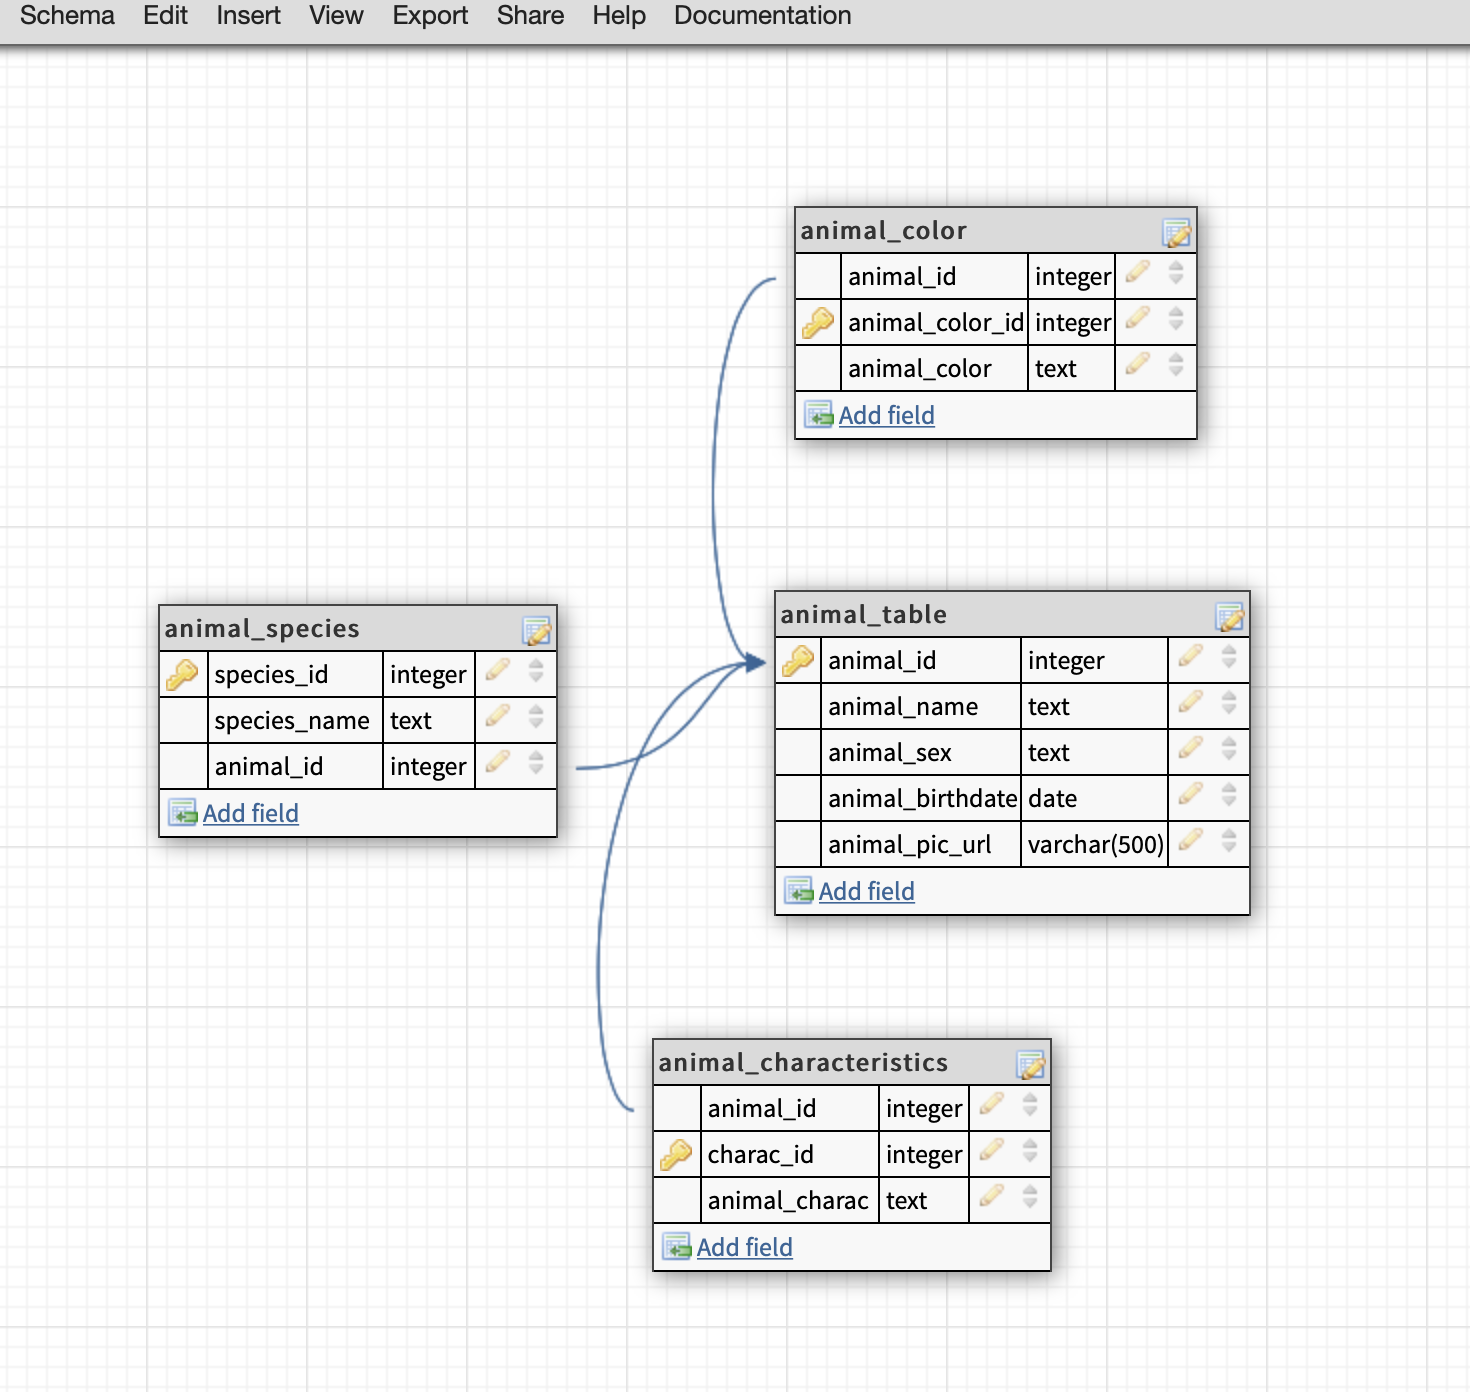 Schema Edit Insert View Export Share Help Documentation
animal_color
animal_id integer
animal_color_id integer
animal_color text
Add field
animal_species
species_id integer
species_name text
animal_id integer
Add field
animal_table
animal_id integer
animal_name text
animal_sex text
animal_birthdate date
animal_pic_url varchar(500)
Add field
animal_characteristics
animal_id integer
charac_id integer
animal_charac text
Add field